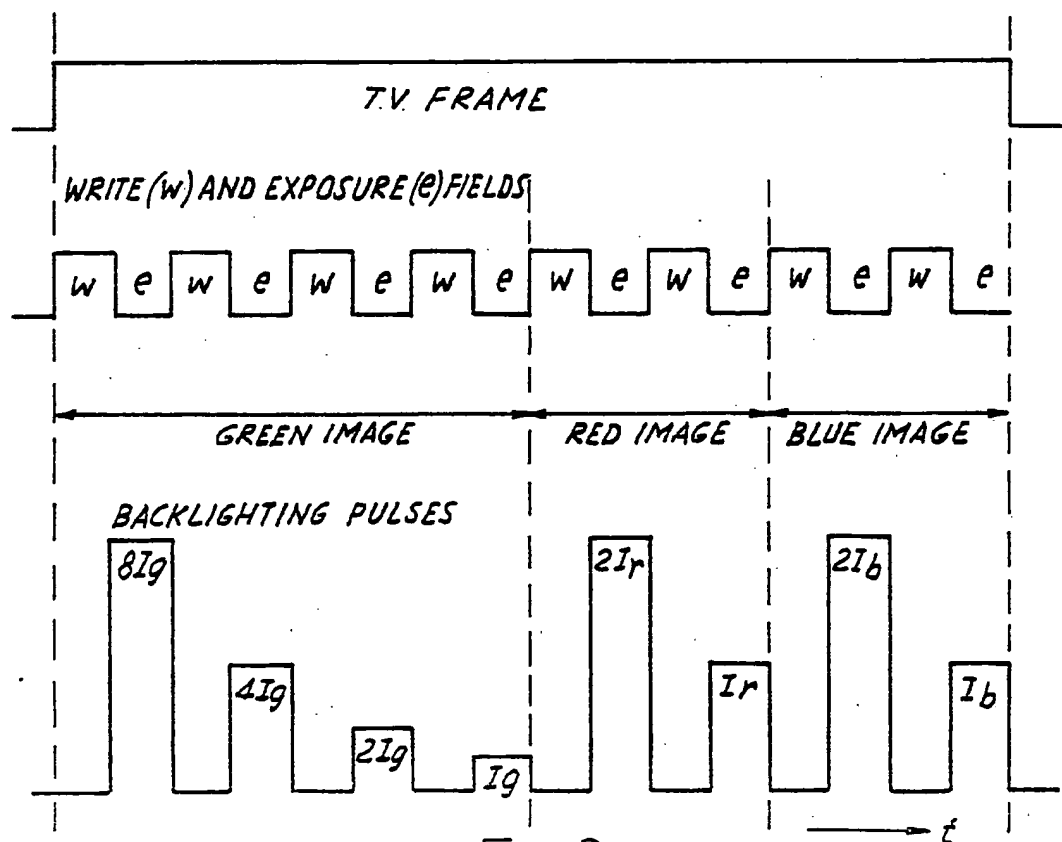 T.V. FRAME
WRITE (W) AND EXPOSURE (e) FIELDS
w e w e w e w e w e w e w e w e
GREEN IMAGE RED IMAGE BLUE IMAGE
BACKLIGHTING PULSES
8Ig 2Ir 2Ib
4Ig Ir Ib
2Ig
Ig
t